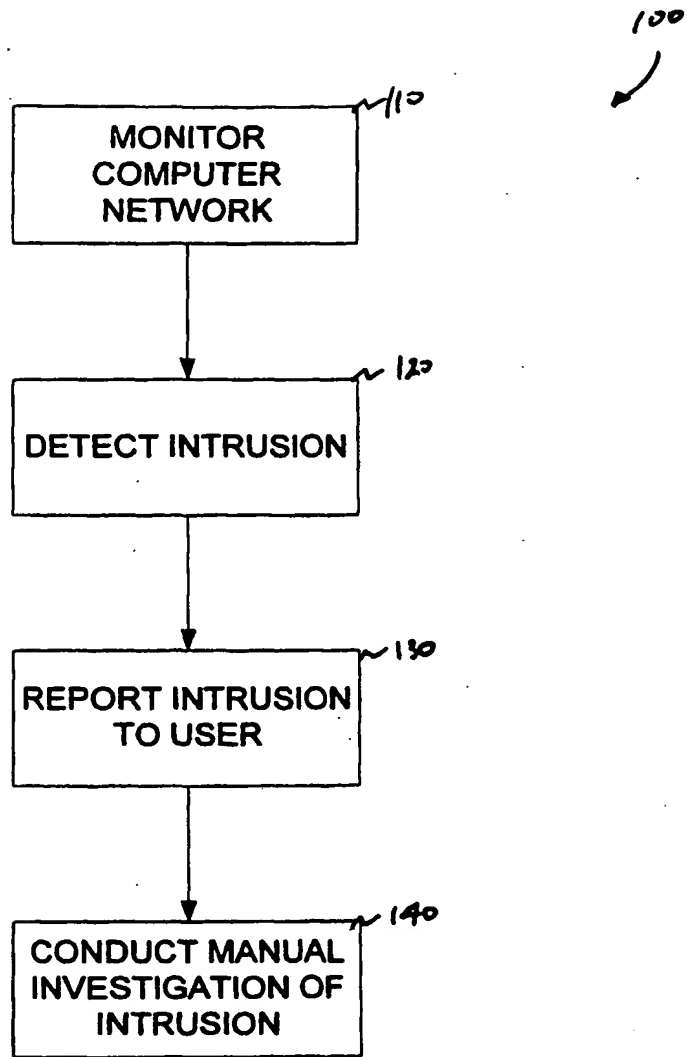 100
110
MONITOR
COMPUTER
NETWORK
120
DETECT INTRUSION
130
REPORT INTRUSION
TO USER
140
CONDUCT MANUAL
INVESTIGATION OF
INTRUSION